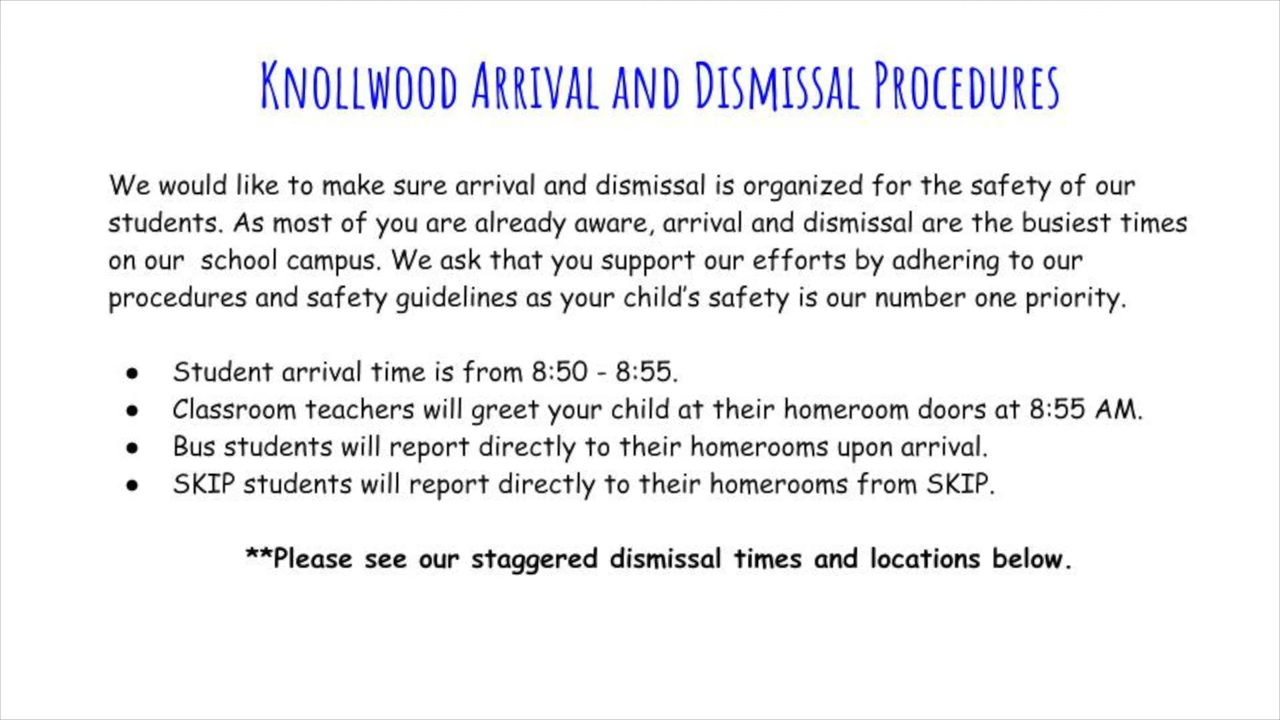 Knollwood Arrival and Dismissal Procedures
We would like to make sure arrival and dismissal is organized for the safety of our
students. As most of you are already aware, arrival and dismissal are the busiest times
on our  school campus. We ask that you support our efforts by adhering to our
procedures and safety guidelines as your child's safety is our number one priority.
● Student arrival time is from 8:50 - 8:55.
● Classroom teachers will greet your child at their homeroom doors at 8:55 AM.
● Bus students will report directly to their homerooms upon arrival.
● SKIP students will report directly to their homerooms from SKIP.
**Please see our staggered dismissal times and locations below.